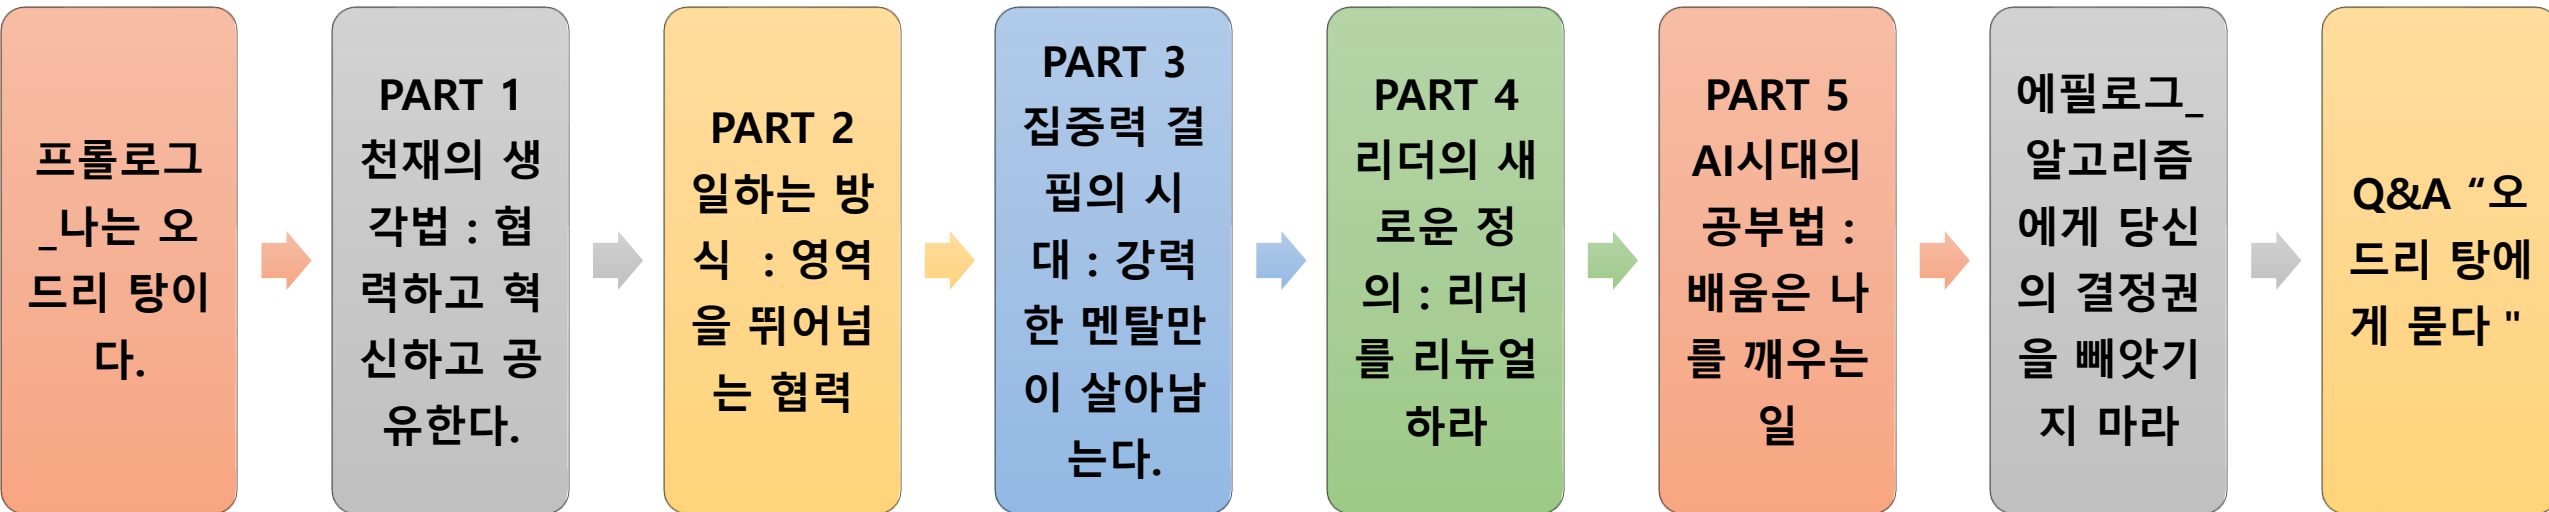 프롤로그
_나는 오
드리 탕이
다.
PART 1
천재의 생
각법 : 협
력하고 혁
신하고 공
유한다.
PART 2
일하는 방
식 : 영역
을 뛰어넘
는 협력
PART 3
집중력 결
핍의 시
대 : 강력
한 멘탈만
이 살아남
는다.
PART 4
리더의 새
로운 정
의 : 리더
를 리뉴얼
하라
PART 5
AI시대의
공부법 :
배움은 나
를 깨우는
일
에필로그_
알고리즘
에게 당신
의 결정권
을 빼앗기
지 마라
Q&A “오
드리 탕에
게 묻다 "